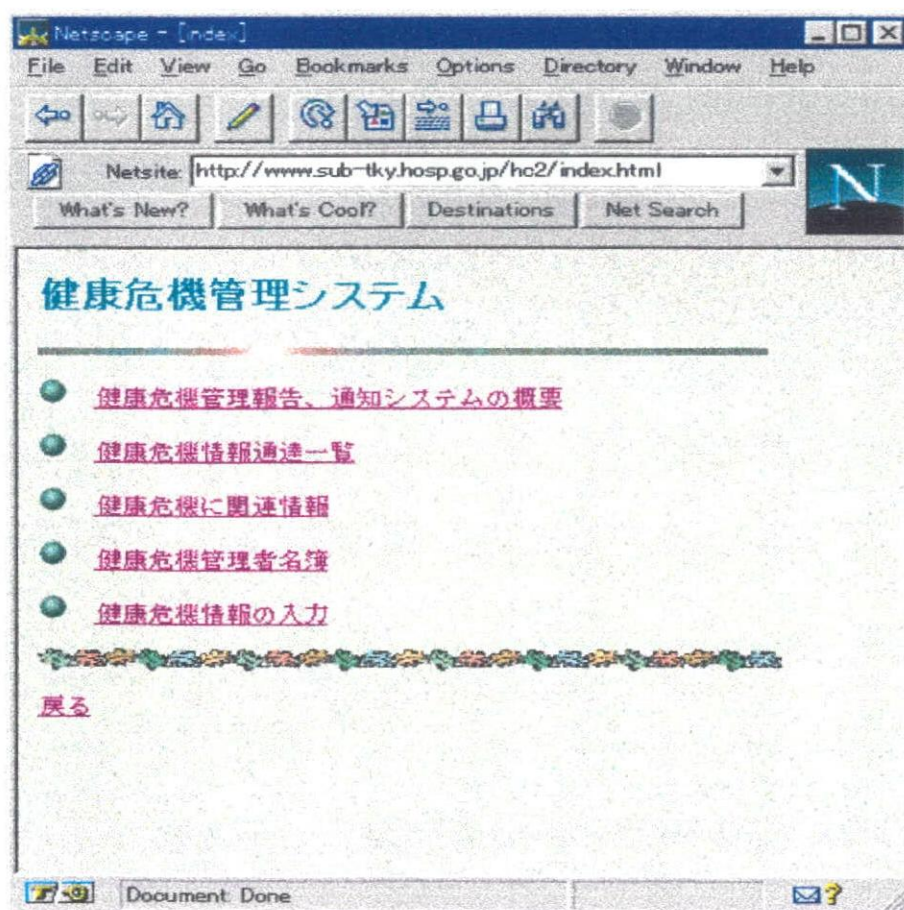 Netscape - [index]
File Edit View Go Bookmarks Options Directory Window Help
Netsite: http://www.sub-tky.hosp.go.jp/hc2/index.html
N
What's New? What's Cool? Destinations Net Search
健康危機管理システム
健康危機管理報告、通知システムの概要
健康危機情報通達一覧
健康危機に関連情報
健康危機管理者名簿
健康危機情報の入力
戻る
Document: Done